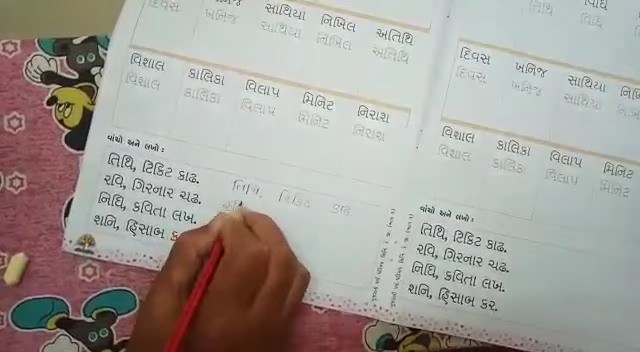 તિથિ વિધિ
દિવસ ખનિજ સાથિયા નિખિલ અતિથિ
દિવસ ખનિજ સાથિયા નિખિલ અતિથિ
વિશાલ કાલિકા વિલાપ મિનિટ નિરાશ
વિશાલ કાલિકા વિલાપ મિનિટ નિરાશ
વાંચો અને લખો :
તિથિ, ટિકિટ કાઢ.
રવિ, ગિરનાર ચઢ.
નિધિ, કવિતા લખ.
શનિ, હિસાબ ક
તિથિ, ટિકિટ કાઢ
દિવસ ખનિજ સાથિયા
દિવસ ખનિજ સાથિયા
વિશાલ કાલિકા વિલાપ મિનિટ
વિશાલ કાલિકા વિલાપ મિનિટ
વાંચો અને લખો :
તિથિ, ટિકિટ કાઢ.
રવિ, ગિરનાર ચઢ.
નિધિ, કવિતા લખ.
શનિ, હિસાબ કર.